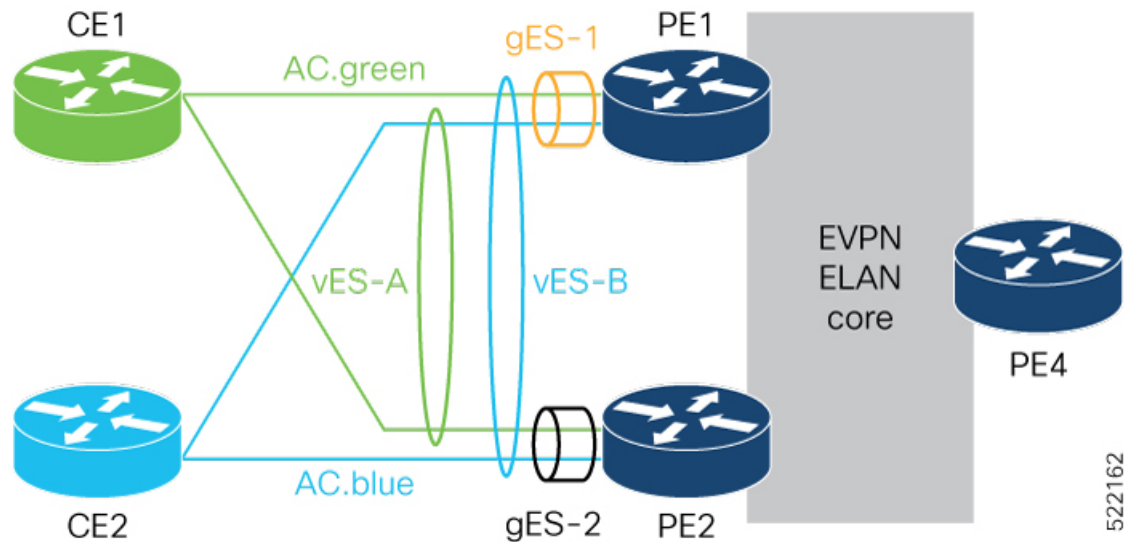 CE1
PE1
gES-1
AC.green
vES-A
vES-B
EVPN
ELAN
core
PE4
AC.blue
CE2
gES-2
PE2
522162